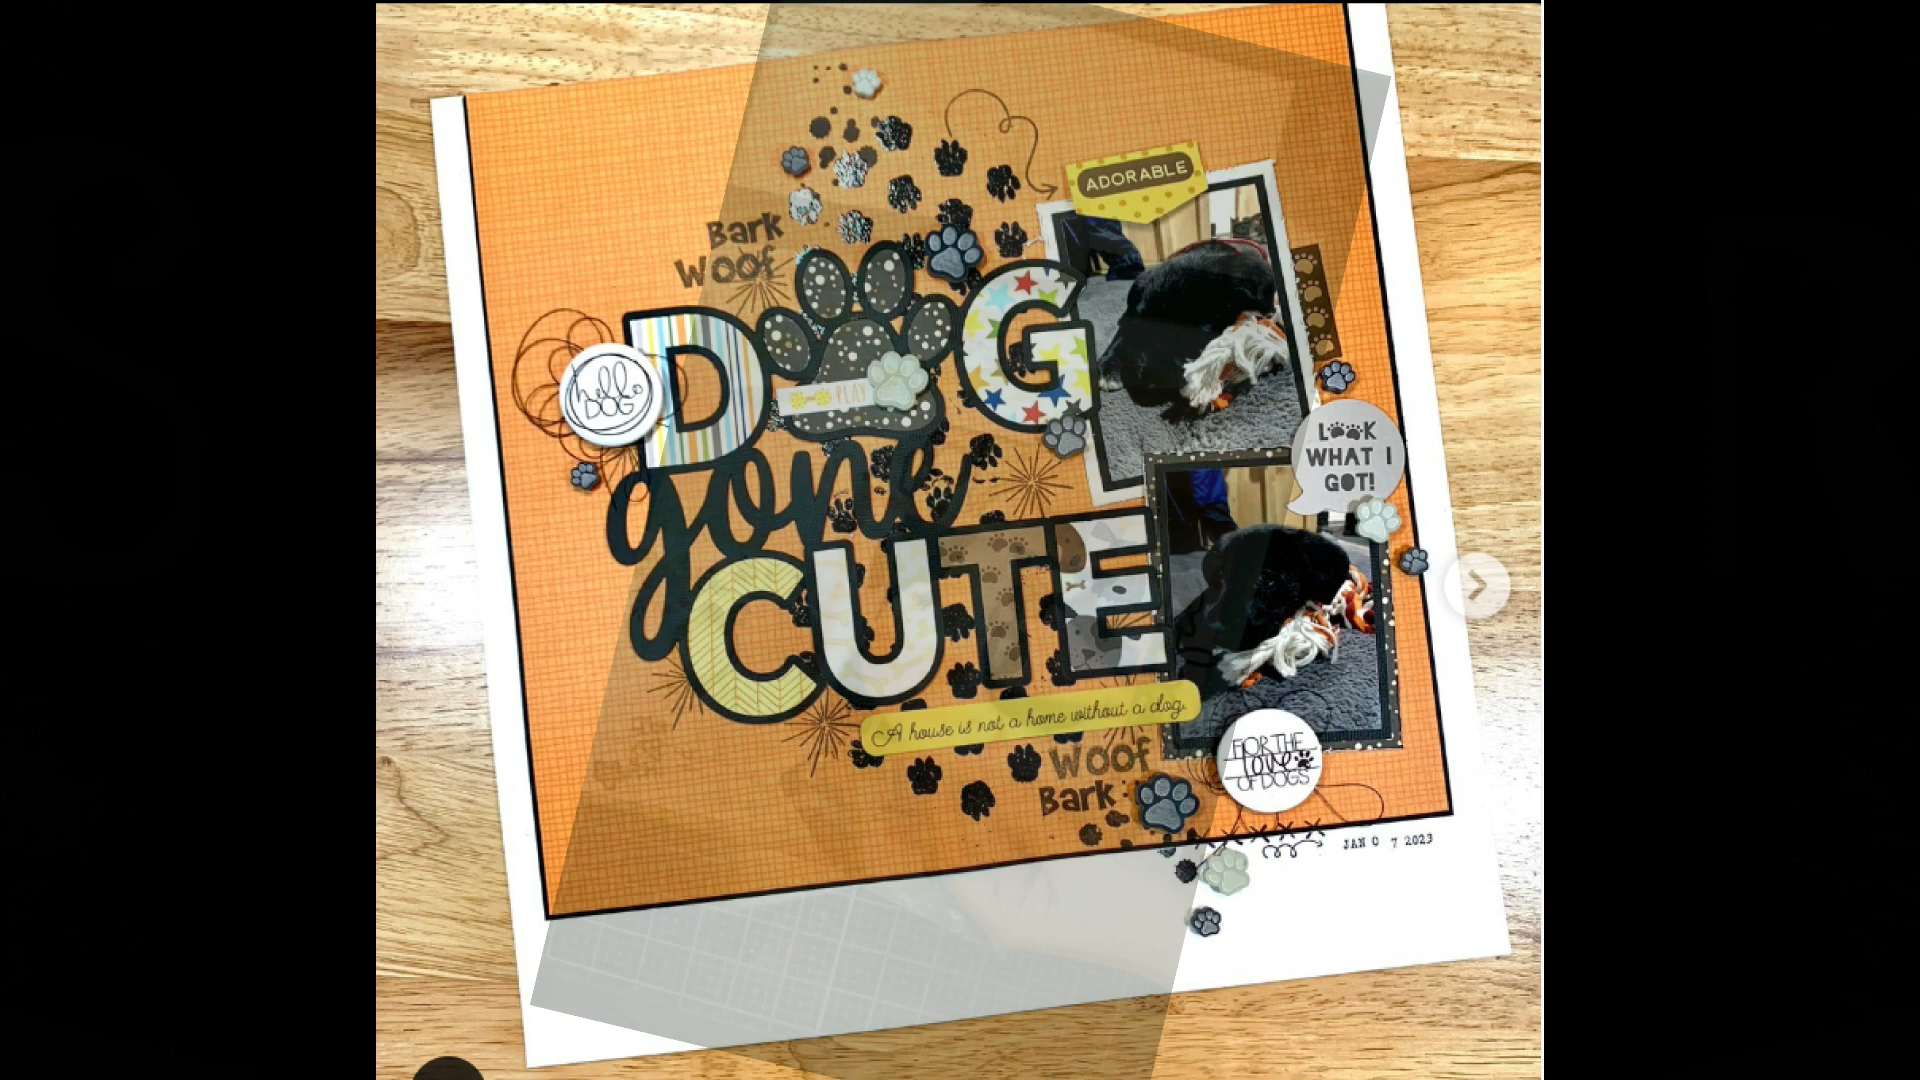 ADORABLE
Bark
Woof
DOG
hello
DOG
PLAY
gone
LOOK
WHAT I
GOT!
CUTE
A house is not a home without a dog.
Woof
Bark
FOR THE
love
OF DOGS
JAN 0 7 2023